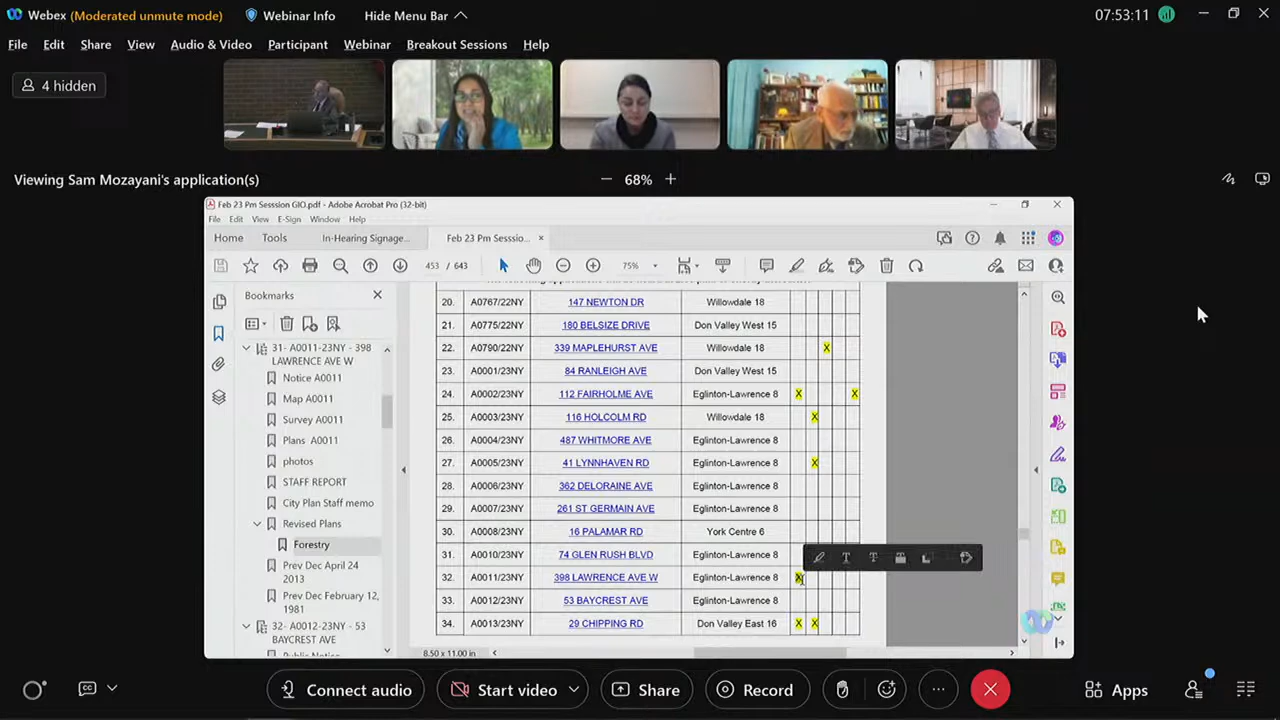 Webex (Moderated unmute mode) Webinar Info Hide Menu Bar 07:53:11
File Edit Share View Audio & Video Participant Webinar Breakout Sessions Help
4 hidden
Viewing Sam Mozayani's application(s) 68%
Feb 23 Pm Sesssion GIO.pdf - Adobe Acrobat Pro (32-bit)
File Edit View E-Sign Window Help
Home Tools In-Hearing Signage... Feb 23 Pm Sesssio... ×
453 / 643 75%
Bookmarks
31- A0011-23NY - 398
LAWRENCE AVE W
Notice A0011
Map A0011
Survey A0011
Plans A0011
photos
STAFF REPORT
City Plan Staff memo
Revised Plans
Forestry
Prev Dec April 24
2013
Prev Dec February 12,
1981
32- A0012-23NY - 53
BAYCREST AVE
20. A0767/22NY 147 NEWTON DR Willowdale 18
21. A0775/22NY 180 BELSIZE DRIVE Don Valley West 15
22. A0790/22NY 339 MAPLEHURST AVE Willowdale 18 X
23. A0001/23NY 84 RANLEIGH AVE Don Valley West 15
24. A0002/23NY 112 FAIRHOLME AVE Eglinton-Lawrence 8 X X
25. A0003/23NY 116 HOLCOLM RD Willowdale 18 X
26. A0004/23NY 487 WHITMORE AVE Eglinton-Lawrence 8
27. A0005/23NY 41 LYNNHAVEN RD Eglinton-Lawrence 8 X
28. A0006/23NY 362 DELORAINE AVE Eglinton-Lawrence 8
29. A0007/23NY 261 ST GERMAIN AVE Eglinton-Lawrence 8
30. A0008/23NY 16 PALAMAR RD York Centre 6
31. A0010/23NY 74 GLEN RUSH BLVD Eglinton-Lawrence 8
32. A0011/23NY 398 LAWRENCE AVE W Eglinton-Lawrence 8 X
33. A0012/23NY 53 BAYCREST AVE Eglinton-Lawrence 8
34. A0013/23NY 29 CHIPPING RD Don Valley East 16 X X
8.50 x 11.00 in
Connect audio Start video Share Record Apps